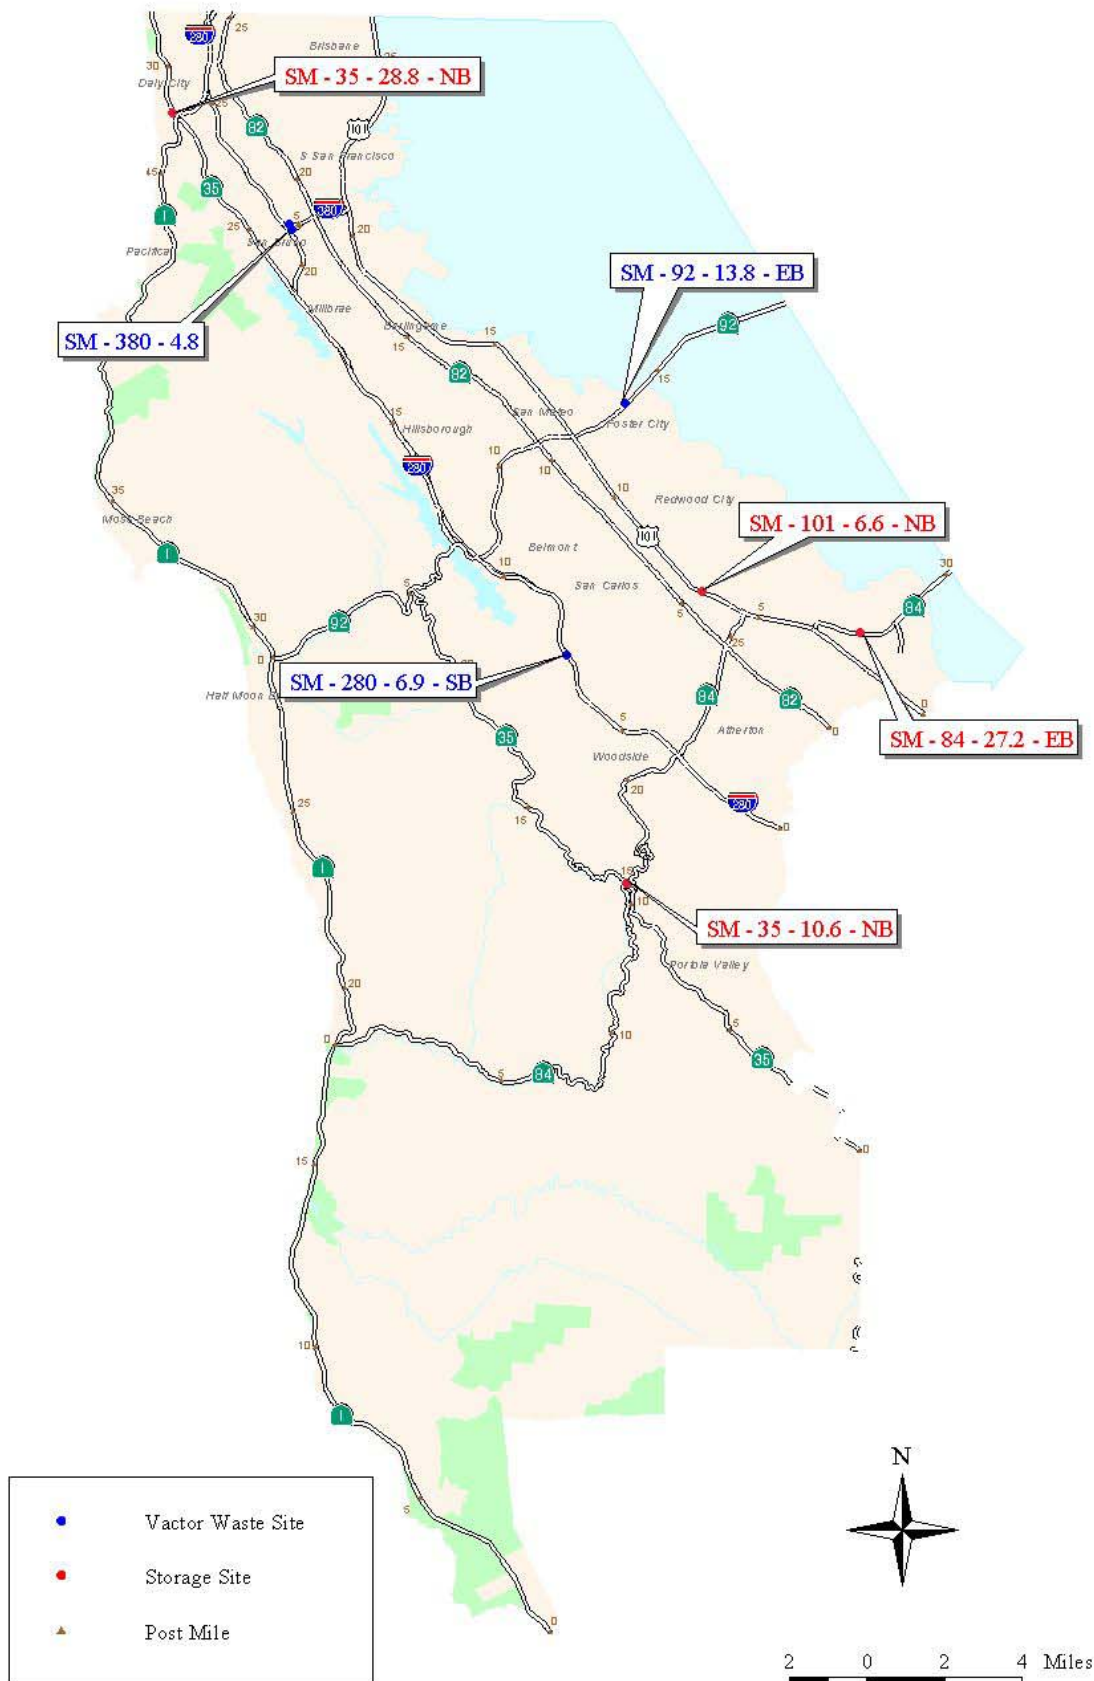 25
280
Brisbane
25
30
Daly City
SM - 35 - 28.8 - NB
25
82
101
S San Francisco
45
35
20
1
5
380
25
San Bruno
20
Pacifica
20
SM - 92 - 13.8 - EB
Millbrae
92
Burlingame
15
15
SM - 380 - 4.8
82
15
15
San Mateo
Foster City
Hillsborough
280
10
10
35
Moss Beach
10
Redwood City
SM - 101 - 6.6 - NB
101
1
Belmont
10
30
San Carlos
5
84
92
5
5
30
25
0
SM - 280 - 6.9 - SB
Half Moon
84
82
0
SM - 84 - 27.2 - EB
35
Atherton
0
Woodside
5
20
280
25
15
0
1
15
10
SM - 35 - 10.6 - NB
Portola Valley
20
0
10
5
35
5
84
15
0
10
1
5
0
N
Vactor Waste Site
Storage Site
Post Mile
2 0 2 4 Miles